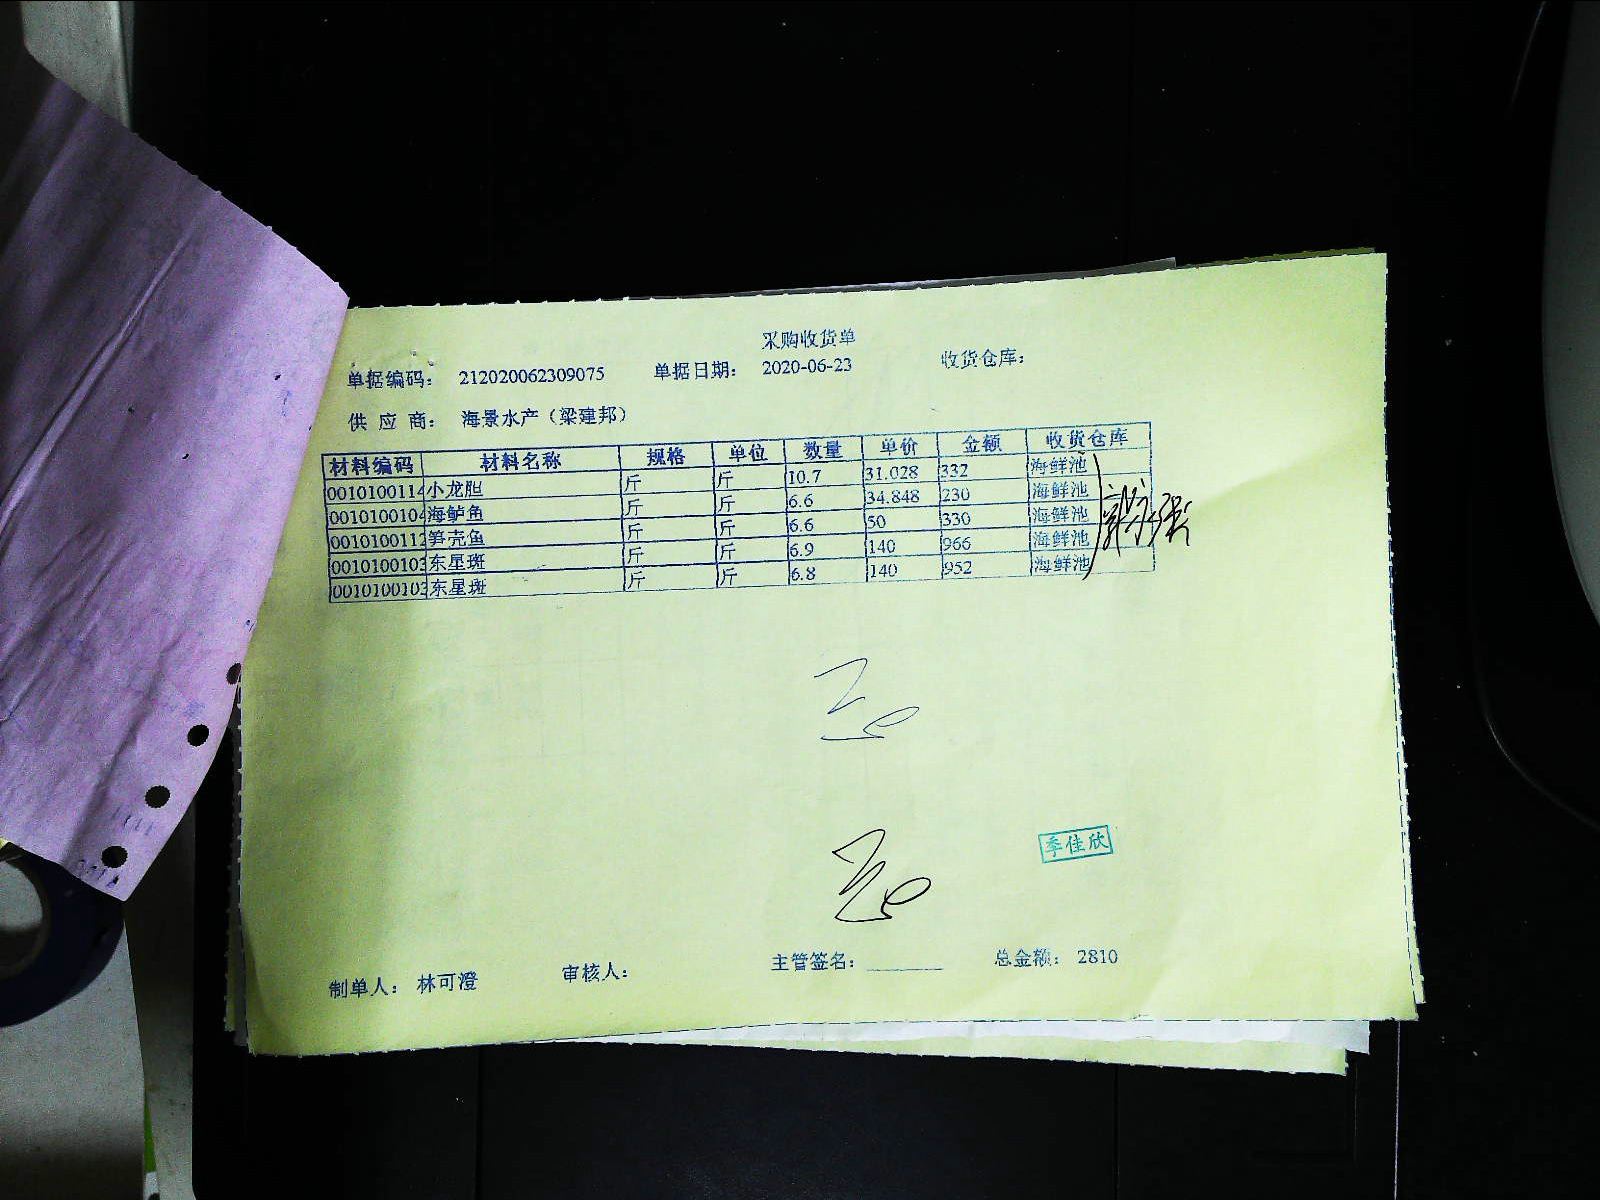 采购收货单
单据编码： 212020062309075 单据日期： 2020-06-23 收货仓库：
供 应 商： 海景水产（梁建邦）
材料编码 材料名称 规格 单位 数量 单价 金额 收货仓库
0010100114 小龙胆 斤 斤 10.7 31.028 332 海鲜池
0010100104 海鲈鱼 斤 斤 6.6 34.848 230 海鲜池
0010100112 笋壳鱼 斤 斤 6.6 50 330 海鲜池
0010100103 东星斑 斤 斤 6.9 140 966 海鲜池
0010100103 东星斑 斤 斤 6.8 140 952 海鲜池
季佳欣
制单人： 林可澄 审核人： 主管签名：________ 总金额： 2810